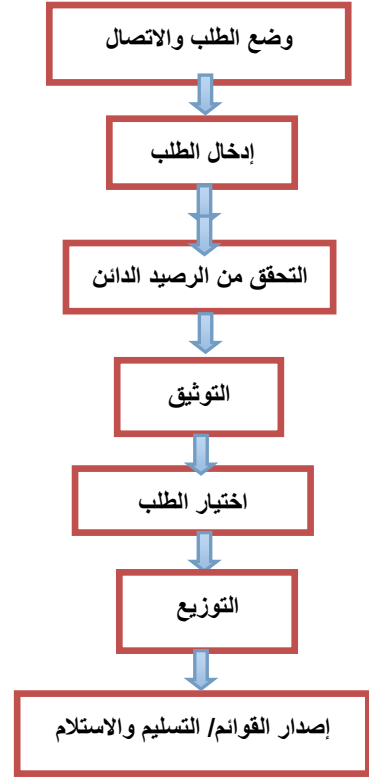 وضع الطلب والاتصال
إدخال الطلب
التحقق من الرصيد الدائن
التوثيق
اختيار الطلب
التوزيع
إصدار القوائم/ التسليم والاستلام